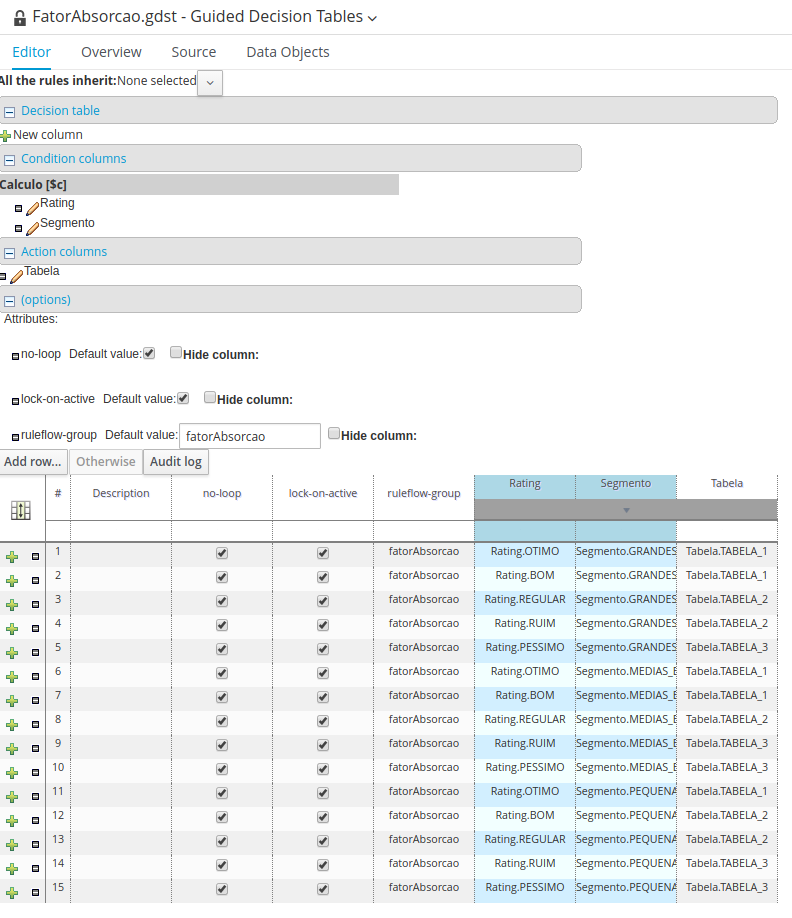 FatorAbsorcao.gdst - Guided Decision Tables
Editor Overview Source Data Objects
All the rules inherit:None selected
Decision table
New column
Condition columns
Calculo [$c]
Rating
Segmento
Action columns
Tabela
(options)
Attributes:
no-loop Default value: Hide column:
lock-on-active Default value: Hide column:
ruleflow-group Default value: fatorAbsorcao Hide column:
Add row... Otherwise Audit log
# Description no-loop lock-on-active ruleflow-group Rating Segmento Tabela
1 fatorAbsorcao Rating.OTIMO Segmento.GRANDES Tabela.TABELA_1
2 fatorAbsorcao Rating.BOM Segmento.GRANDES Tabela.TABELA_1
3 fatorAbsorcao Rating.REGULAR Segmento.GRANDES Tabela.TABELA_2
4 fatorAbsorcao Rating.RUIM Segmento.GRANDES Tabela.TABELA_2
5 fatorAbsorcao Rating.PESSIMO Segmento.GRANDES Tabela.TABELA_3
6 fatorAbsorcao Rating.OTIMO Segmento.MEDIAS_E Tabela.TABELA_1
7 fatorAbsorcao Rating.BOM Segmento.MEDIAS_E Tabela.TABELA_1
8 fatorAbsorcao Rating.REGULAR Segmento.MEDIAS_E Tabela.TABELA_2
9 fatorAbsorcao Rating.RUIM Segmento.MEDIAS_E Tabela.TABELA_3
10 fatorAbsorcao Rating.PESSIMO Segmento.MEDIAS_E Tabela.TABELA_3
11 fatorAbsorcao Rating.OTIMO Segmento.PEQUENA Tabela.TABELA_1
12 fatorAbsorcao Rating.BOM Segmento.PEQUENA Tabela.TABELA_2
13 fatorAbsorcao Rating.REGULAR Segmento.PEQUENA Tabela.TABELA_2
14 fatorAbsorcao Rating.RUIM Segmento.PEQUENA Tabela.TABELA_3
15 fatorAbsorcao Rating.PESSIMO Segmento.PEQUENA Tabela.TABELA_3